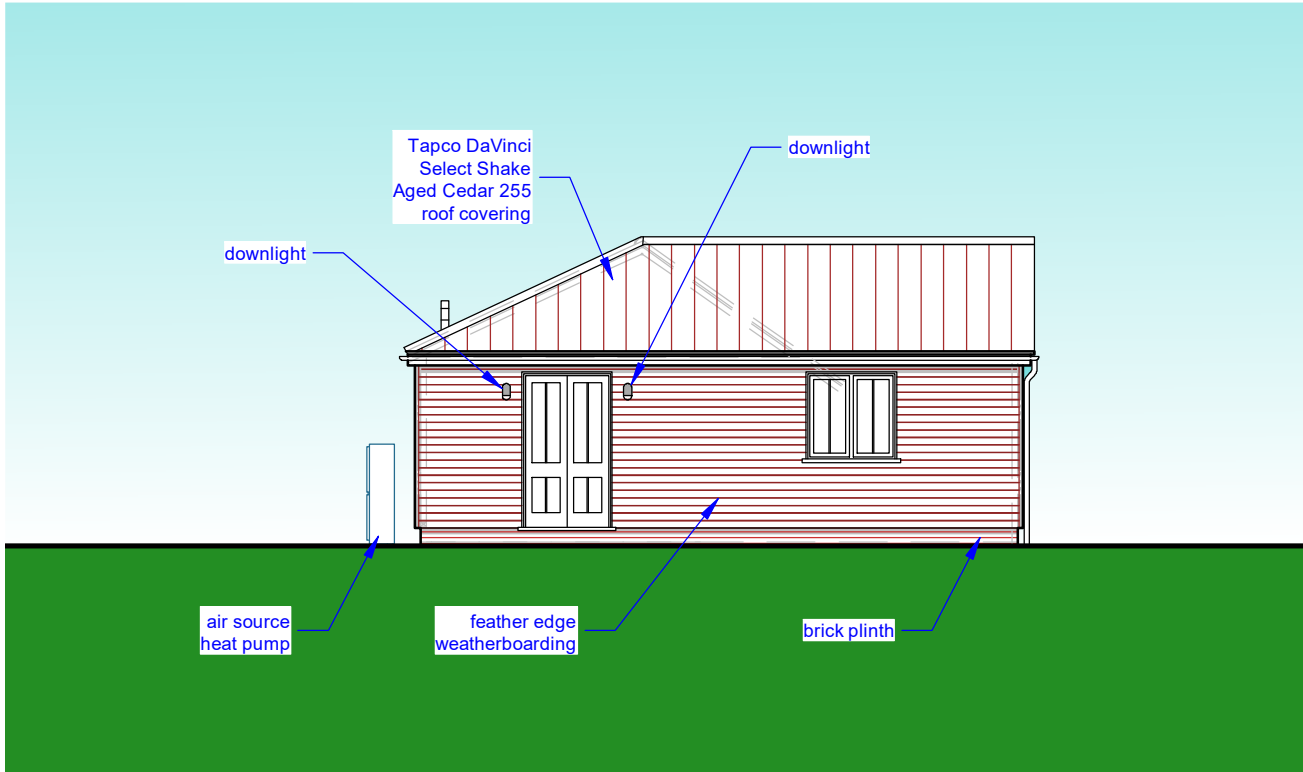 Tapco DaVinci
Select Shake
Aged Cedar 255
roof covering
downlight
downlight
air source
heat pump
feather edge
weatherboarding
brick plinth